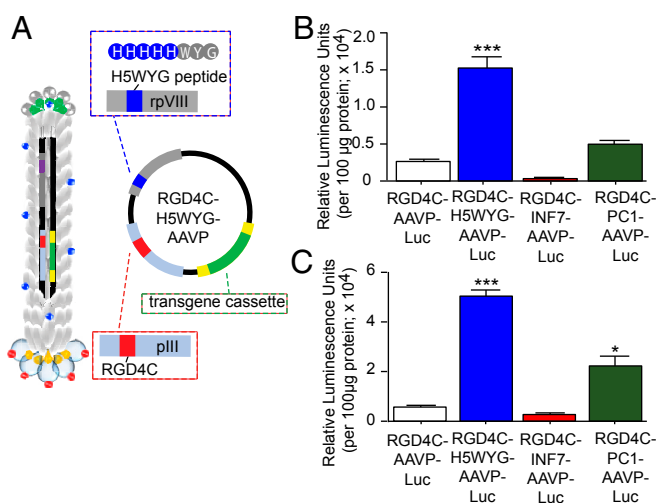 A
HHHHHWYG
H5WYG peptide
rpVIII
RGD4C-
H5WYG-
AAVP
transgene cassette
pIII
RGD4C
B
Relative Luminescence Units
(per 100 µg protein; x 10⁴)
2.0
1.5
1.0
0.5
0
***
RGD4C-
AAVP-
Luc
RGD4C-
H5WYG-
AAVP-Luc
RGD4C-
INF7-
AAVP-Luc
RGD4C-
PC1-
AAVP-Luc
C
Relative Luminescence Units
(per 100µg protein; x 10⁴)
6
4
2
0
***
*
RGD4C-
AAVP-
Luc
RGD4C-
H5WYG-
AAVP-
Luc
RGD4C-
INF7-
AAVP-
Luc
RGD4C-
PC1-
AAVP-
Luc